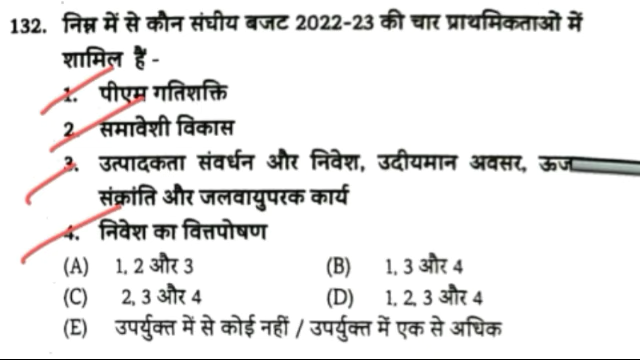 132. निम्न में से कौन संघीय बजट 2022-23 की चार प्राथमिकताओं में
शामिल हैं -
1. पीएम गतिशक्ति
2. समावेशी विकास
3. उत्पादकता संवर्धन और निवेश, उदीयमान अवसर,
संक्रांति और जलवायुपरक कार्य
4. निवेश का वित्तपोषण
(A) 1, 2 और 3 (B) 1, 3 और 4
(C) 2, 3 और 4 (D) 1, 2, 3 और 4
(E) उपर्युक्त में से कोई नहीं / उपर्युक्त में एक से अधिक